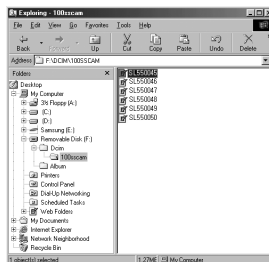 Exploring - 100sscam
File Edit View Go Favorites Tools Help
Back Forward Up Cut Copy Paste Undo Delete
Address F:\DCIM\100SSCAM
Folders
Desktop
My Computer
3½ Floppy (A:)
(C:)
(D:)
Samsung (E:)
Removable Disk (F:)
Dcim
100sscam
Album
Printers
Control Panel
Dial-Up Networking
Scheduled Tasks
Web Folders
My Documents
Internet Explorer
Network Neighborhood
Recycle Bin
SL550045
SL550046
SL550047
SL550048
SL550049
SL550050
1 object(s) selected 1.27MB My Computer